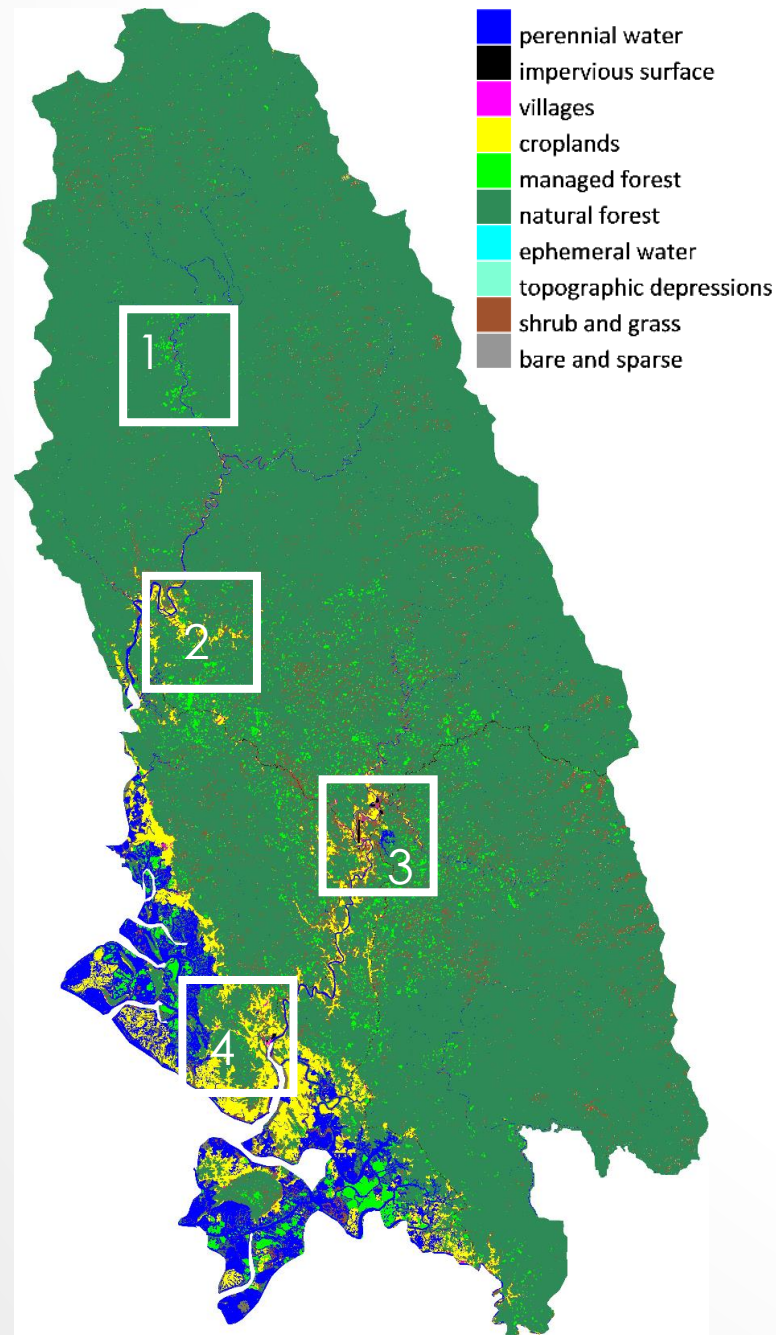 perennial water
impervious surface
villages
croplands
managed forest
natural forest
ephemeral water
topographic depressions
shrub and grass
bare and sparse
1
2
3
4